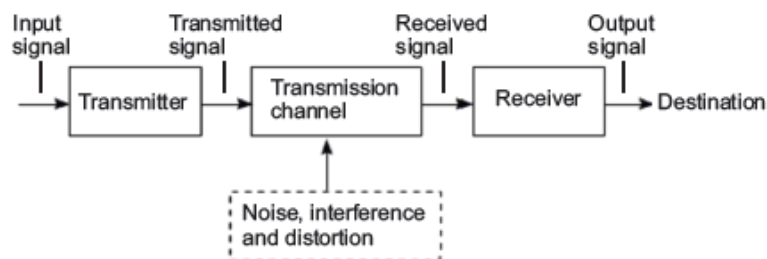 Input
signal
Transmitted
signal
Received
signal
Output
signal
Transmitter
Transmission
channel
Receiver
Destination
Noise, interference
and distortion